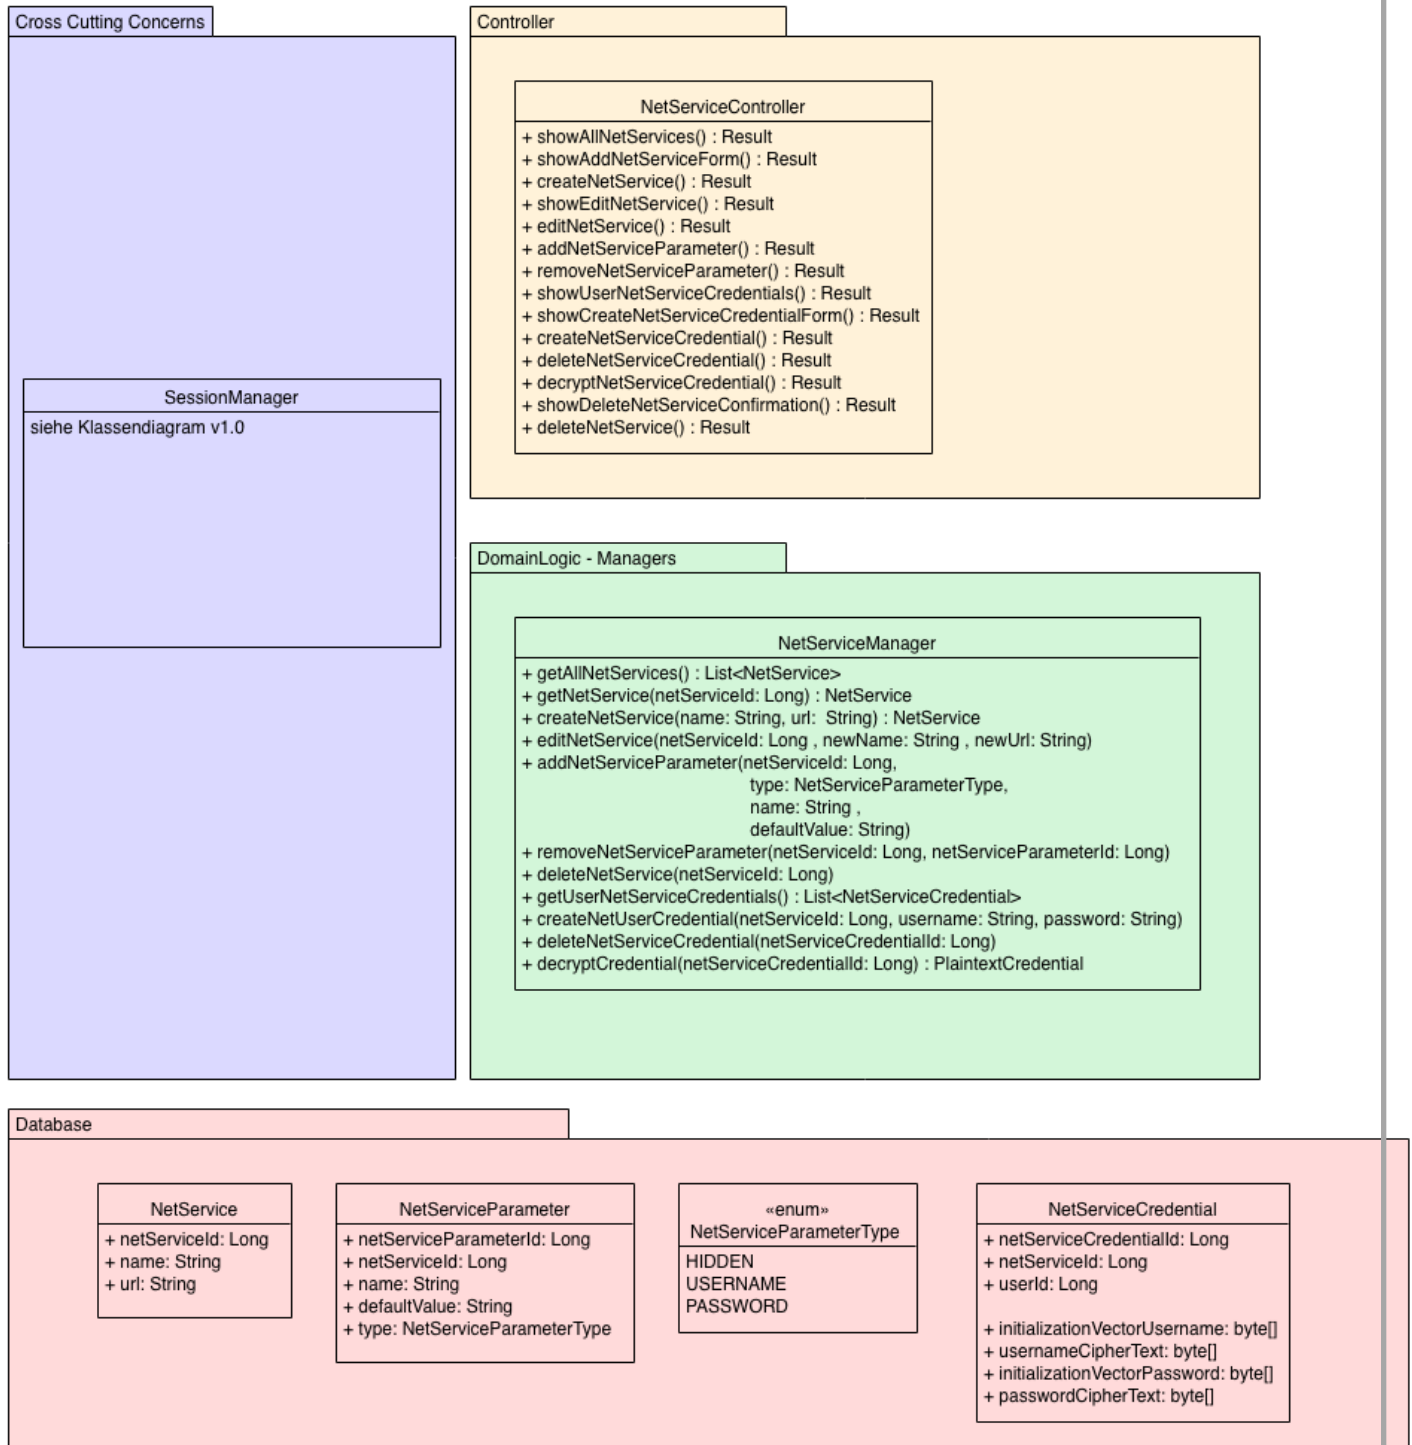 Cross Cutting Concerns
SessionManager
siehe Klassendiagram v1.0
Controller
NetServiceController
+ showAllNetServices() : Result
+ showAddNetServiceForm() : Result
+ createNetService() : Result
+ showEditNetService() : Result
+ editNetService() : Result
+ addNetServiceParameter() : Result
+ removeNetServiceParameter() : Result
+ showUserNetServiceCredentials() : Result
+ showCreateNetServiceCredentialForm() : Result
+ createNetServiceCredential() : Result
+ deleteNetServiceCredential() : Result
+ decryptNetServiceCredential() : Result
+ showDeleteNetServiceConfirmation() : Result
+ deleteNetService() : Result
DomainLogic - Managers
NetServiceManager
+ getAllNetServices() : List<NetService>
+ getNetService(netServiceId: Long) : NetService
+ createNetService(name: String, url:  String) : NetService
+ editNetService(netServiceId: Long , newName: String , newUrl: String)
+ addNetServiceParameter(netServiceId: Long,
type: NetServiceParameterType,
name: String ,
defaultValue: String)
+ removeNetServiceParameter(netServiceId: Long, netServiceParameterId: Long)
+ deleteNetService(netServiceId: Long)
+ getUserNetServiceCredentials() : List<NetServiceCredential>
+ createNetUserCredential(netServiceId: Long, username: String, password: String)
+ deleteNetServiceCredential(netServiceCredentialId: Long)
+ decryptCredential(netServiceCredentialId: Long) : PlaintextCredential
Database
NetService
+ netServiceId: Long
+ name: String
+ url: String
NetServiceParameter
+ netServiceParameterId: Long
+ netServiceId: Long
+ name: String
+ defaultValue: String
+ type: NetServiceParameterType
«enum»
NetServiceParameterType
HIDDEN
USERNAME
PASSWORD
NetServiceCredential
+ netServiceCredentialId: Long
+ netServiceId: Long
+ userId: Long
+ initializationVectorUsername: byte[]
+ usernameCipherText: byte[]
+ initializationVectorPassword: byte[]
+ passwordCipherText: byte[]